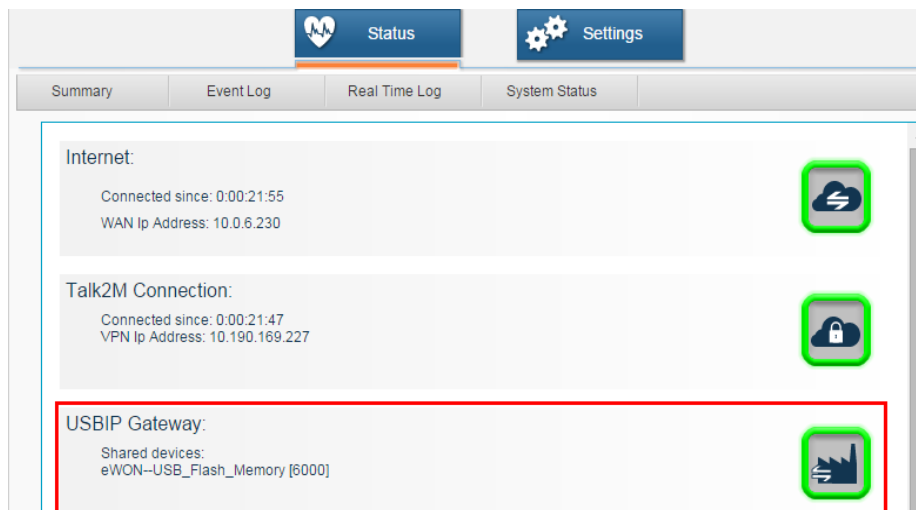 Status
Settings
Summary
Event Log
Real Time Log
System Status
Internet:
Connected since: 0:00:21:55
WAN Ip Address: 10.0.6.230
Talk2M Connection:
Connected since: 0:00:21:47
VPN Ip Address: 10.190.169.227
USBIP Gateway:
Shared devices:
eWON--USB_Flash_Memory [6000]